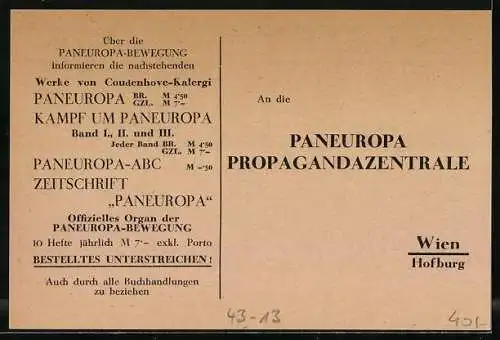 Über die
PANEUROPA-BEWEGUNG
informieren die nachstehenden
Werke von Coudenhove-Kalergi
PANEUROPA BR. M 4'50
GZL. M 7'—
KAMPF UM PANEUROPA
Band I., II. und III.
Jeder Band BR. M 4'50
GZL. M 7'—
PANEUROPA-ABC M —'50
ZEITSCHRIFT
„PANEUROPA“
Offizielles Organ der
PANEUROPA-BEWEGUNG
10 Hefte jährlich M 7'— exkl. Porto
BESTELLTES UNTERSTREICHEN!
Auch durch alle Buchhandlungen
zu beziehen
An die
PANEUROPA
PROPAGANDAZENTRALE
Wien
Hofburg
43-13
40/-